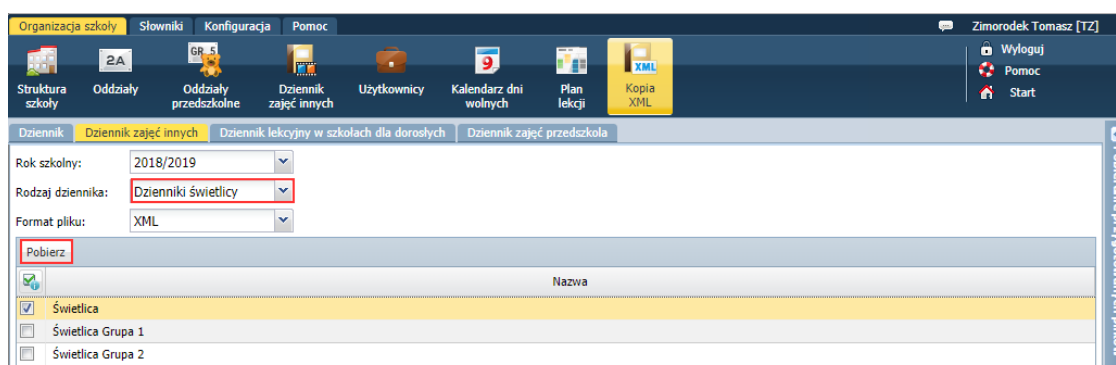 Organizacja szkoły Słowniki Konfiguracja Pomoc Zimorodek Tomasz [TZ]
2A GR. 5 9 XML
Struktura szkoły Oddziały Oddziały przedszkolne Dziennik zajęć innych Użytkownicy Kalendarz dni wolnych Plan lekcji Kopia XML
Wyloguj
Pomoc
Start
Dziennik Dziennik zajęć innych Dziennik lekcyjny w szkołach dla dorosłych Dziennik zajęć przedszkola
Rok szkolny: 2018/2019
Rodzaj dziennika: Dzienniki świetlicy
Format pliku: XML
Pobierz
Nazwa
Świetlica
Świetlica Grupa 1
Świetlica Grupa 2